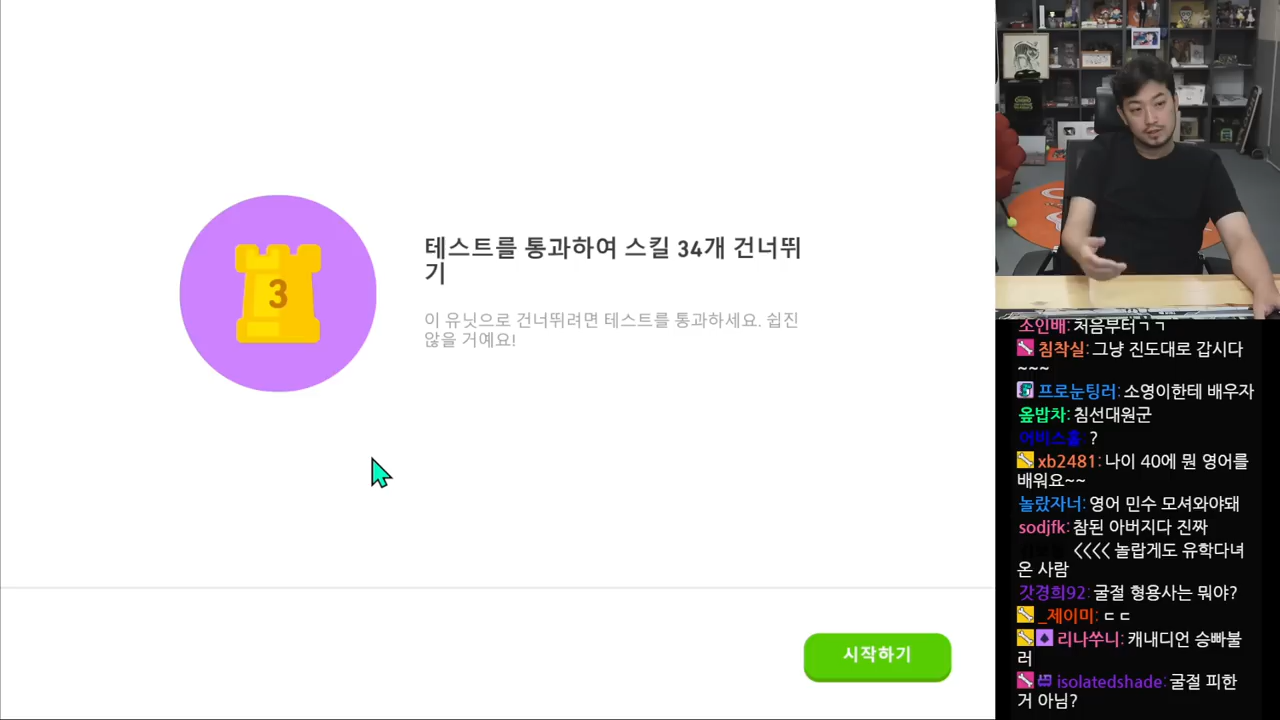 테스트를 통과하여 스킬 34개 건너뛰
기
3
이 유닛으로 건너뛰려면 테스트를 통과하세요. 쉽진
않을 거예요!
시작하기
소인배: 처음부터ㄱㄱ
침착실: 그냥 진도대로 갑시다
~~~
프로눈팅러: 소영이한테 배우자
옾밥차: 침선대원군
어비스홀: ?
xb2481: 나이 40에 뭔 영어를
배워요~~
놀랐자너: 영어 민수 모셔와야돼
sodjfk: 참된 아버지다 진짜
<<<< 놀랍게도 유학다녀
온 사람
갓경희92: 굴절 형용사는 뭐야?
_제이미: ㄷㄷ
리나쑤니: 캐내디언 승빠불
러
isolatedshade: 굴절 피한
거 아님?